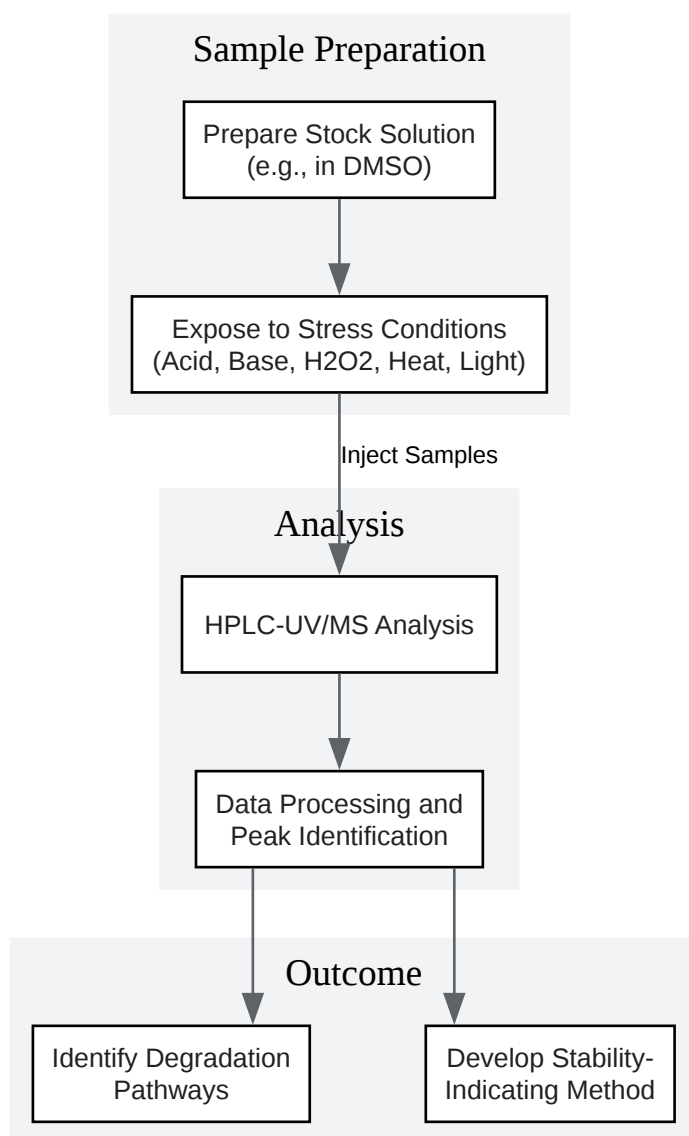 Sample Preparation
Prepare Stock Solution
(e.g., in DMSO)
Expose to Stress Conditions
(Acid, Base, H2O2, Heat, Light)
Inject Samples
Analysis
HPLC-UV/MS Analysis
Data Processing and
Peak Identification
Outcome
Identify Degradation
Pathways
Develop Stability-
Indicating Method